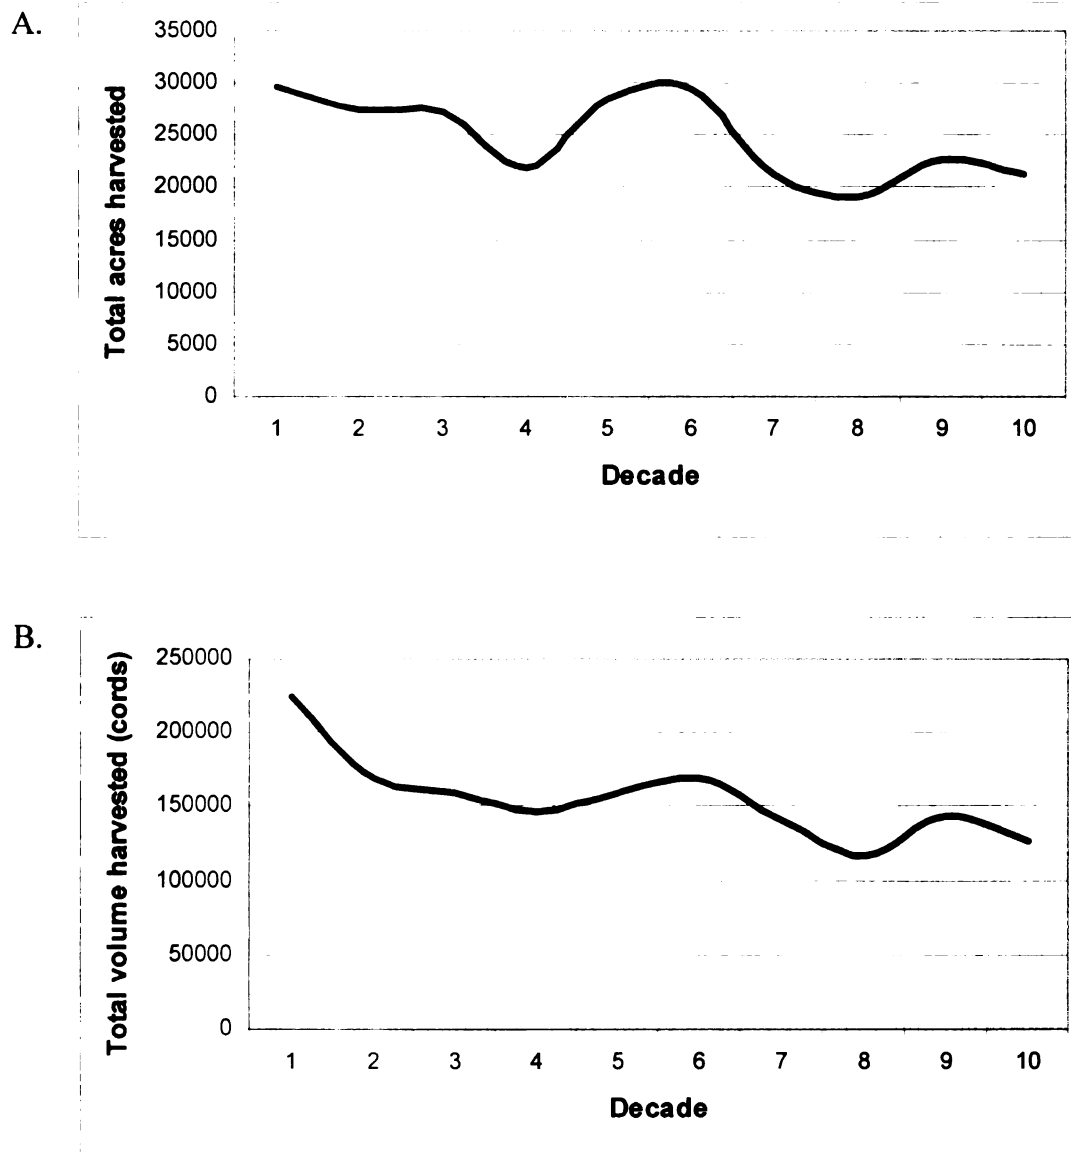 A.
Total acres harvested
35000
30000
25000
20000
15000
10000
5000
0
1 2 3 4 5 6 7 8 9 10
Decade
B.
Total volume harvested (cords)
250000
200000
150000
100000
50000
0
1 2 3 4 5 6 7 8 9 10
Decade